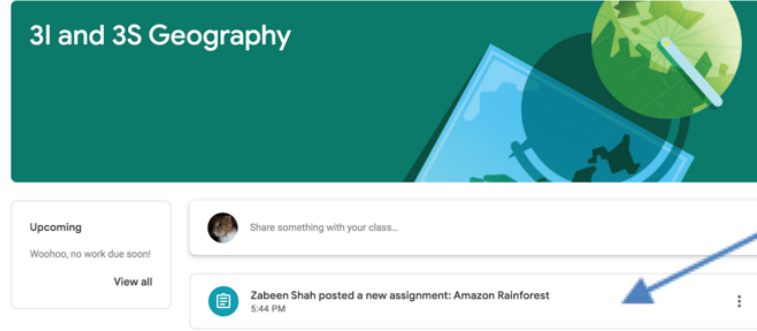 3I and 3S Geography
Upcoming
Woohoo, no work due soon!
View all
Share something with your class...
Zabeen Shah posted a new assignment: Amazon Rainforest
5:44 PM